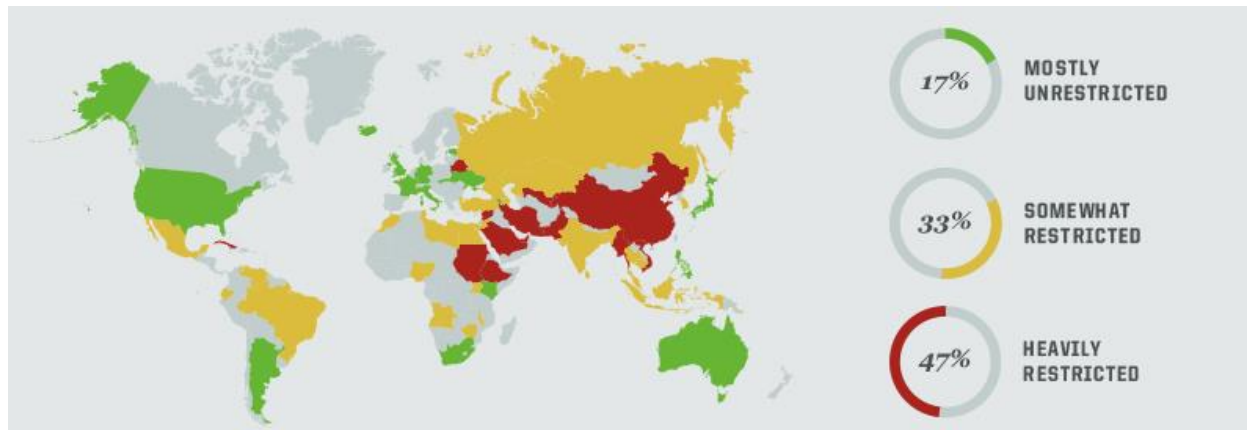 17%
MOSTLY
UNRESTRICTED
33%
SOMEWHAT
RESTRICTED
47%
HEAVILY
RESTRICTED